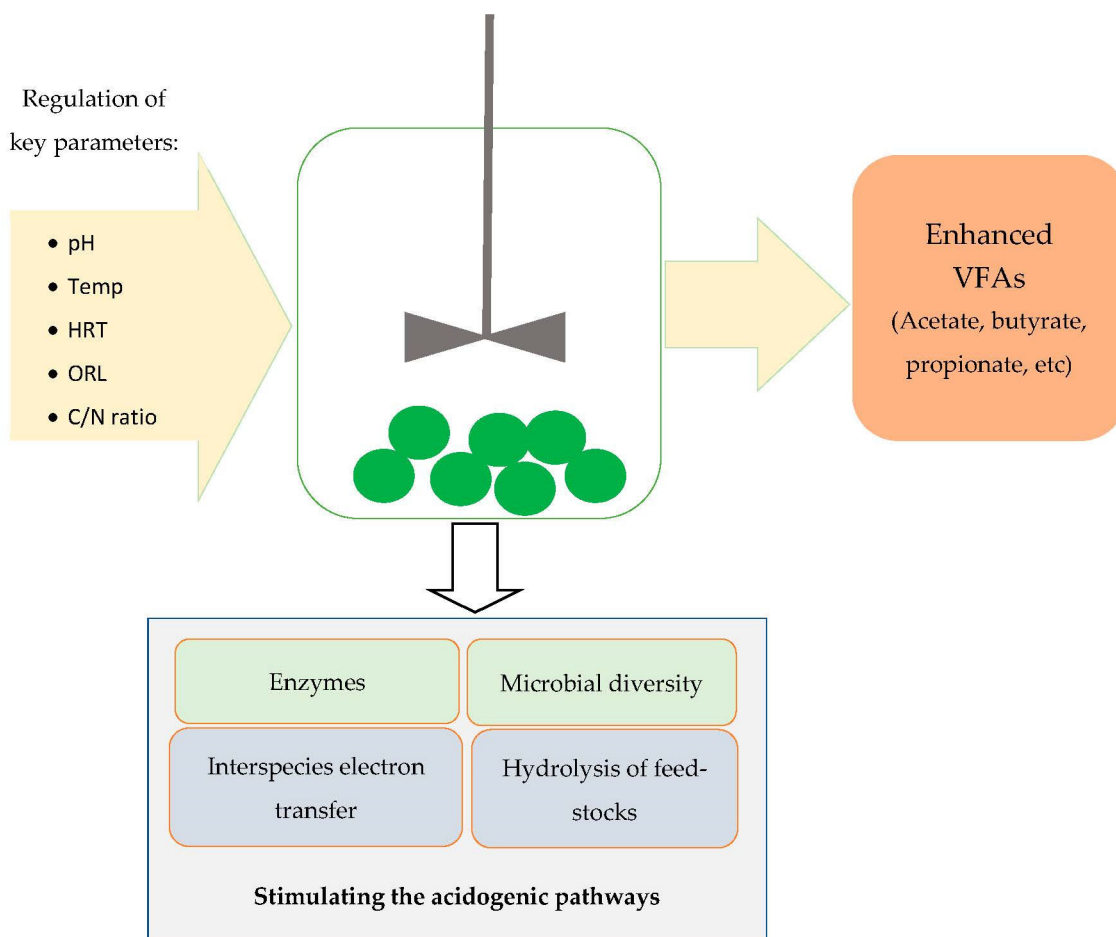 Regulation of
key parameters:
• pH
• Temp
• HRT
• ORL
• C/N ratio
Enhanced
VFAs
(Acetate, butyrate,
propionate, etc)
Enzymes
Microbial diversity
Interspecies electron
transfer
Hydrolysis of feed-
stocks
Stimulating the acidogenic pathways